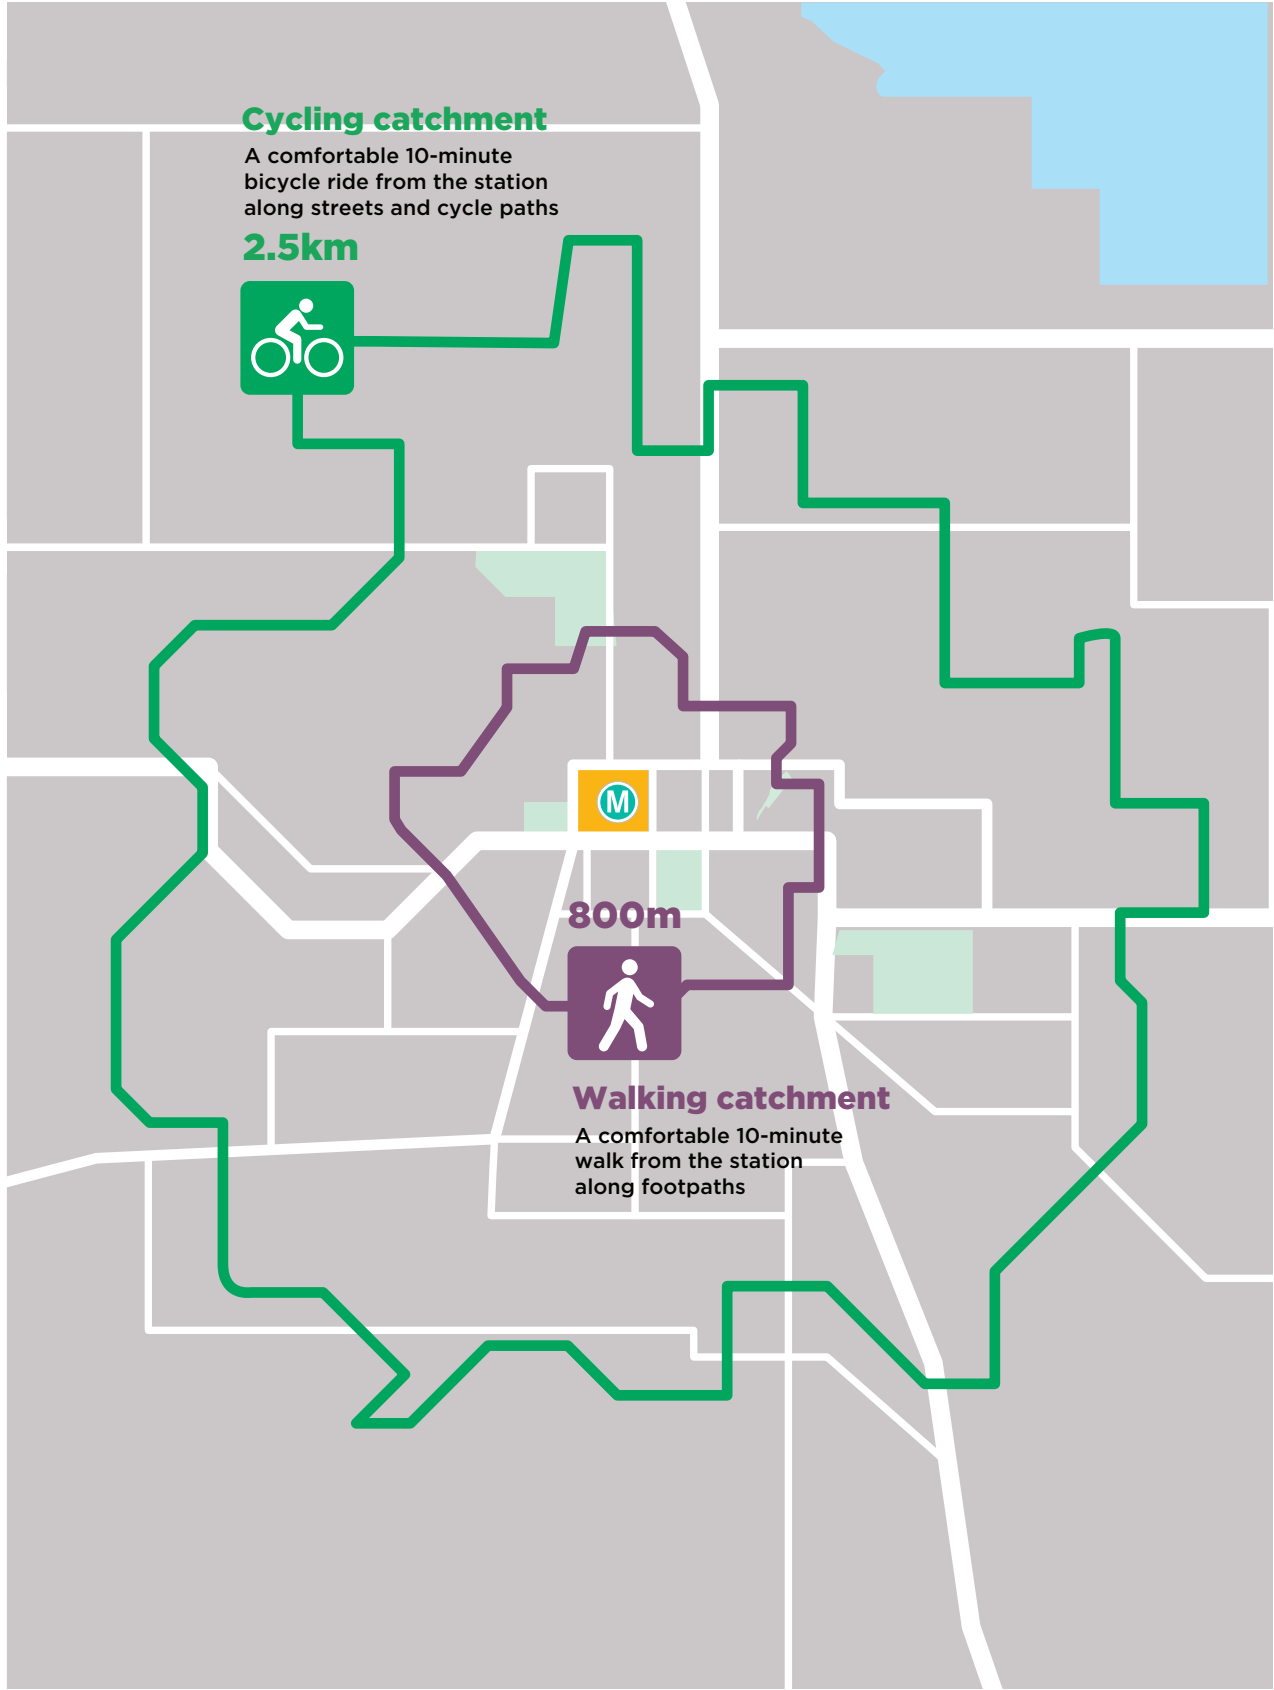 Cycling catchment
A comfortable 10-minute
bicycle ride from the station
along streets and cycle paths
2.5km
M
800m
Walking catchment
A comfortable 10-minute
walk from the station
along footpaths